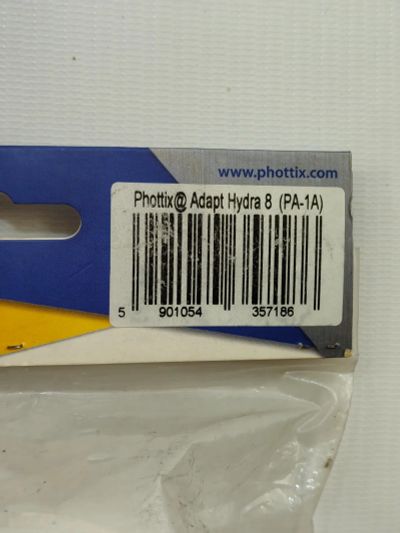 www.phottix.com
Phottix@ Adapt Hydra 8 (PA-1A)
5 901054 357186